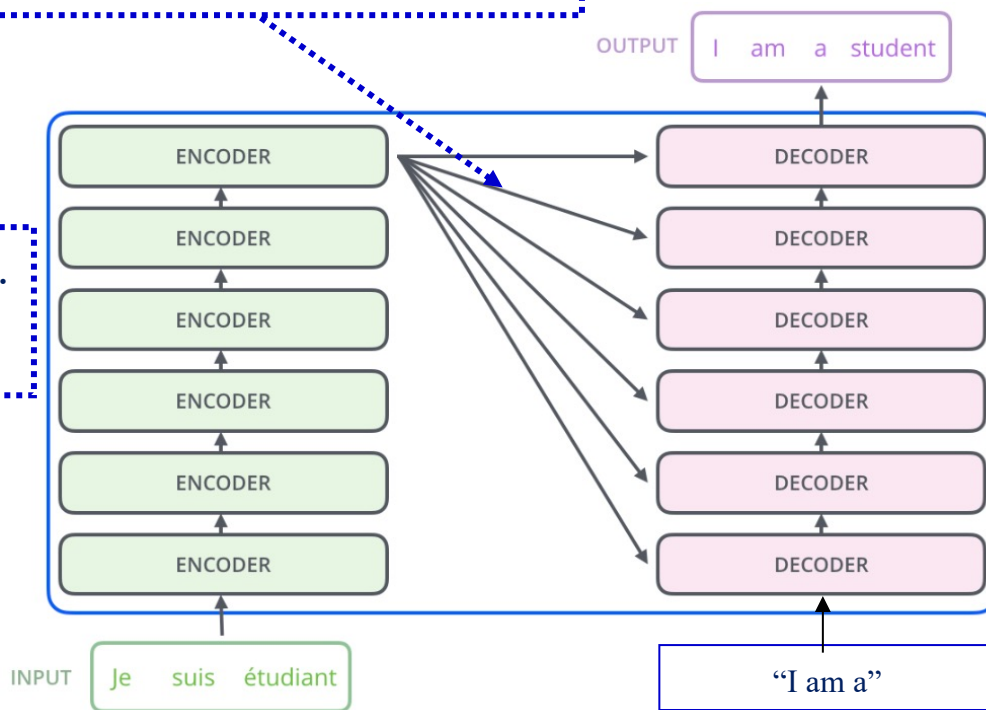 OUTPUT I am a student
ENCODER DECODER
ENCODER DECODER
.
ENCODER DECODER
ENCODER DECODER
ENCODER DECODER
ENCODER DECODER
INPUT Je suis étudiant
“I am a”